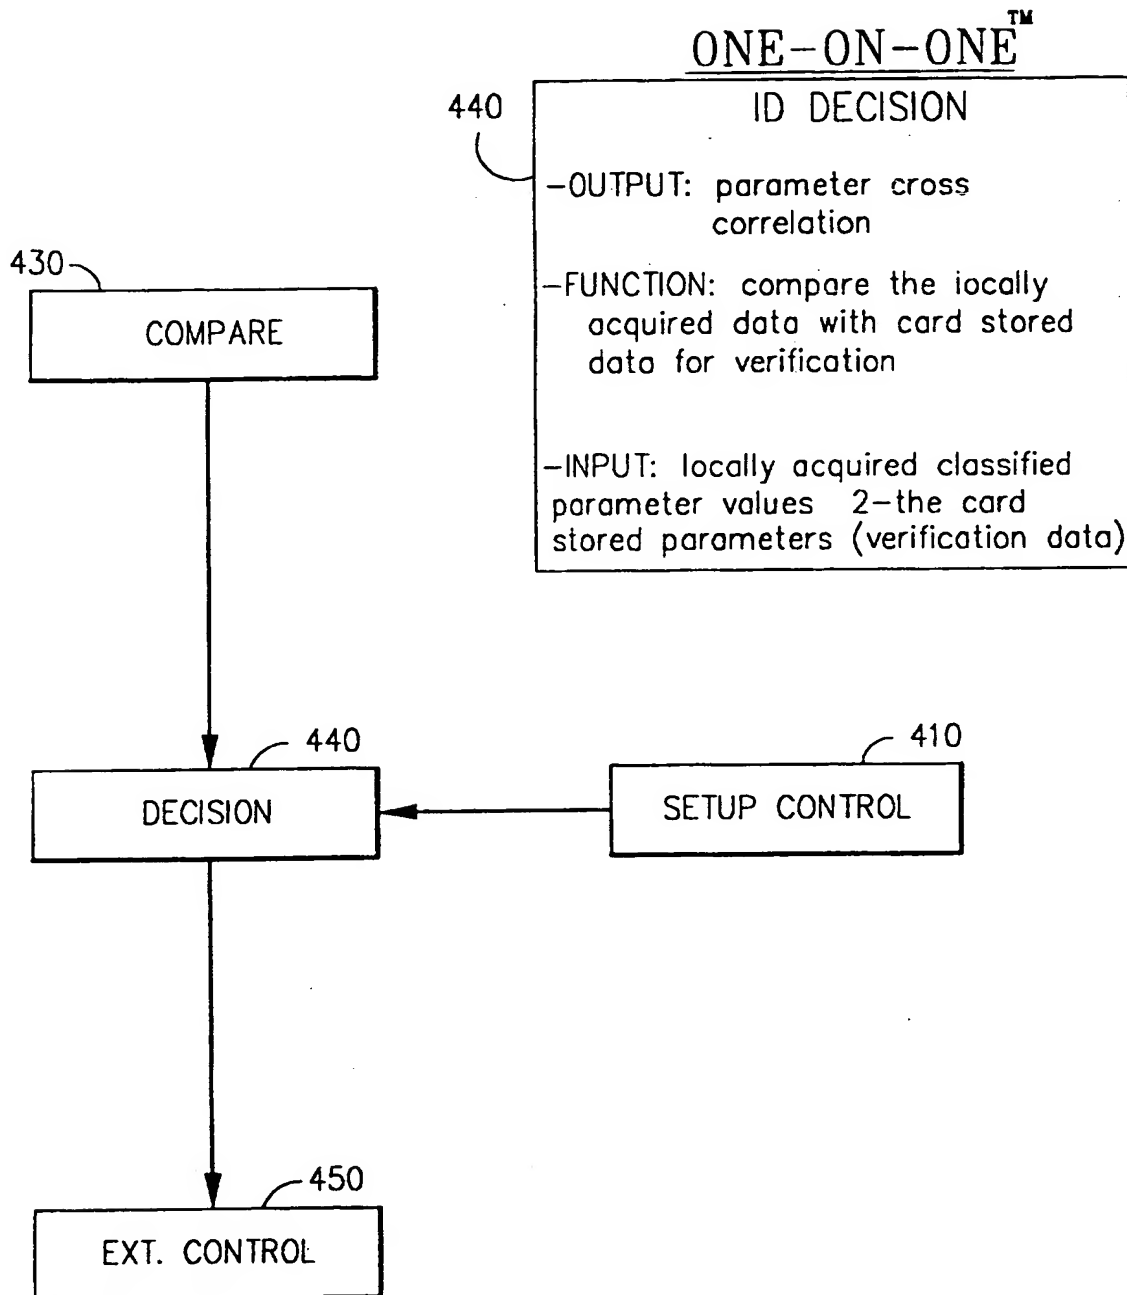 ONE-ON-ONE™
440
ID DECISION
-OUTPUT: parameter cross
correlation
-FUNCTION: compare the locally
acquired data with card stored
data for verification
-INPUT: locally acquired classified
parameter values 2-the card
stored parameters (verification data)
430
COMPARE
440
DECISION
410
SETUP CONTROL
450
EXT. CONTROL